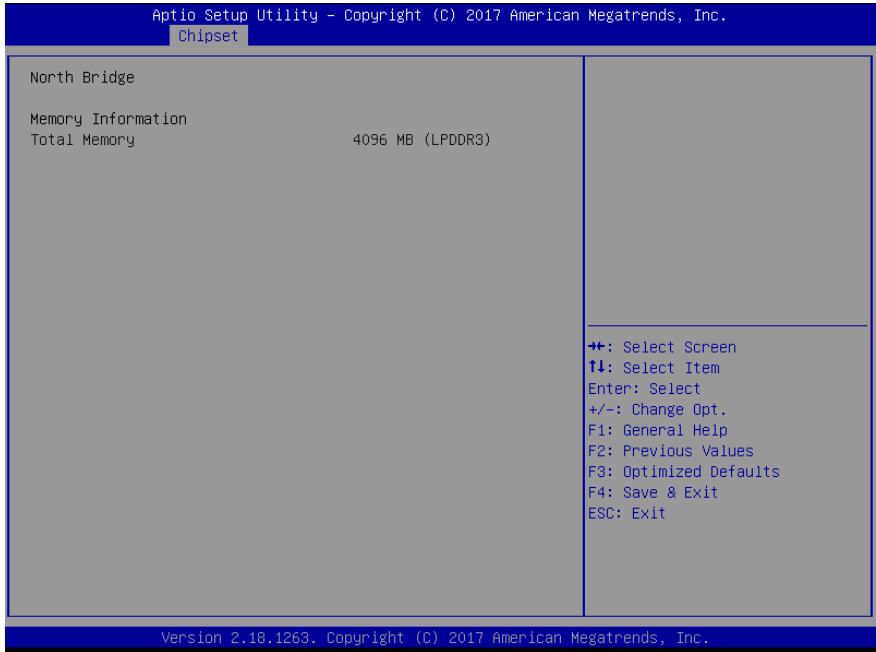 Aptio Setup Utility – Copyright (C) 2017 American Megatrends, Inc.
Chipset
North Bridge
Memory Information
Total Memory 4096 MB (LPDDR3)
→←: Select Screen
↑↓: Select Item
Enter: Select
+/-: Change Opt.
F1: General Help
F2: Previous Values
F3: Optimized Defaults
F4: Save & Exit
ESC: Exit
Version 2.18.1263. Copyright (C) 2017 American Megatrends, Inc.